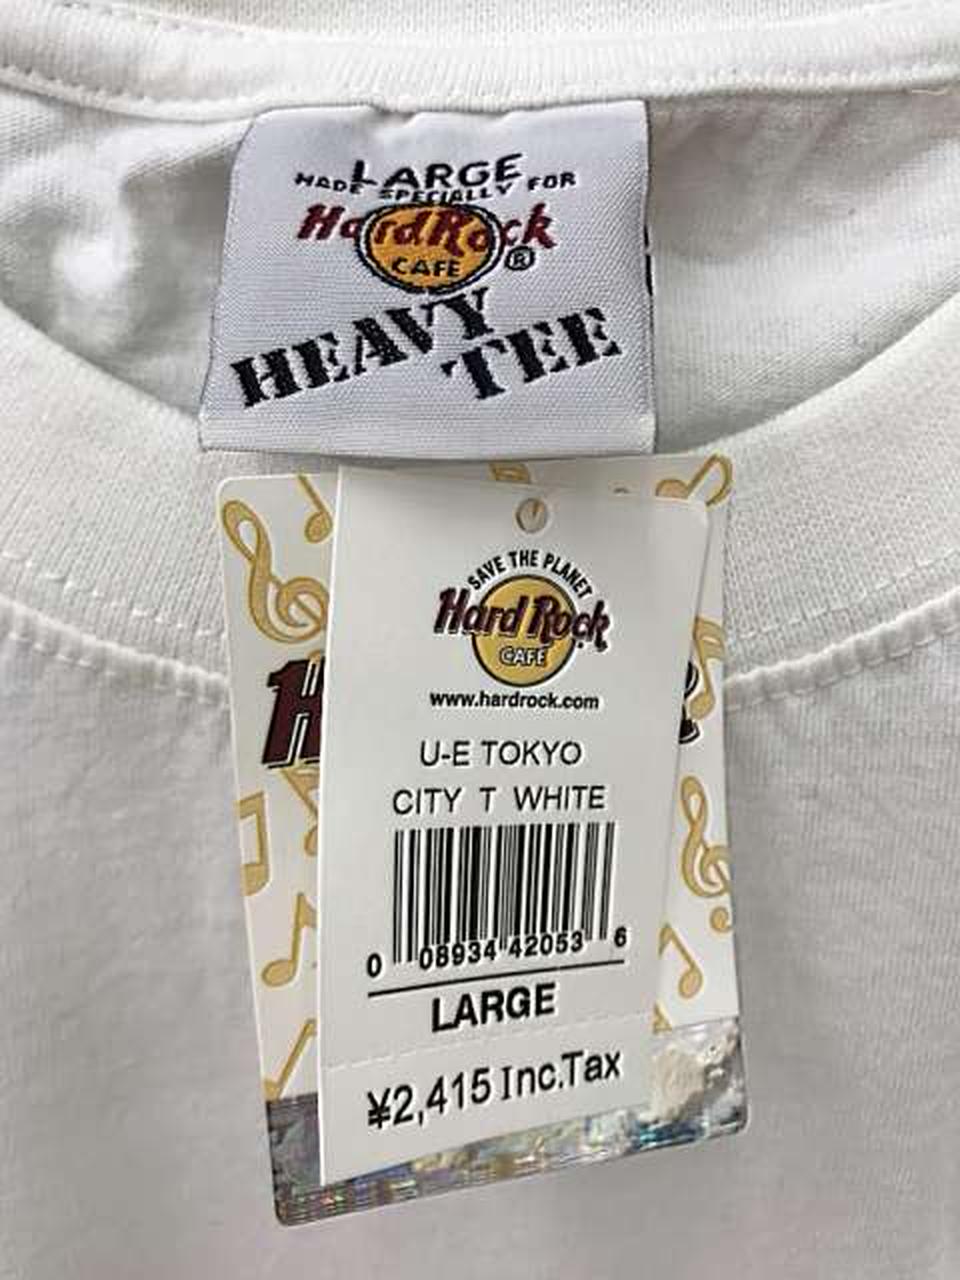 LARGE
MADE SPECIALLY FOR
Hard Rock
CAFE ®
HEAVY
TEE
SAVE THE PLANET
Hard Rock
CAFE
www.hardrock.com
U-E TOKYO
CITY T WHITE
0 08934 42053 6
LARGE
¥2,415 Inc.Tax